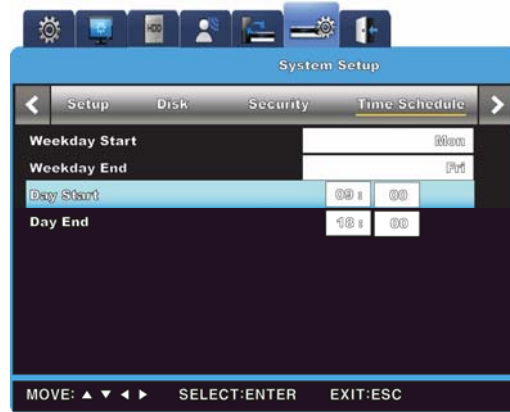 HDD
System Setup
Setup Disk Security Time Schedule
Weekday Start Mon
Weekday End Fri
Day Start 09 : 00
Day End 18 : 00
MOVE: ▲ ▼ ◄ ► SELECT:ENTER EXIT:ESC